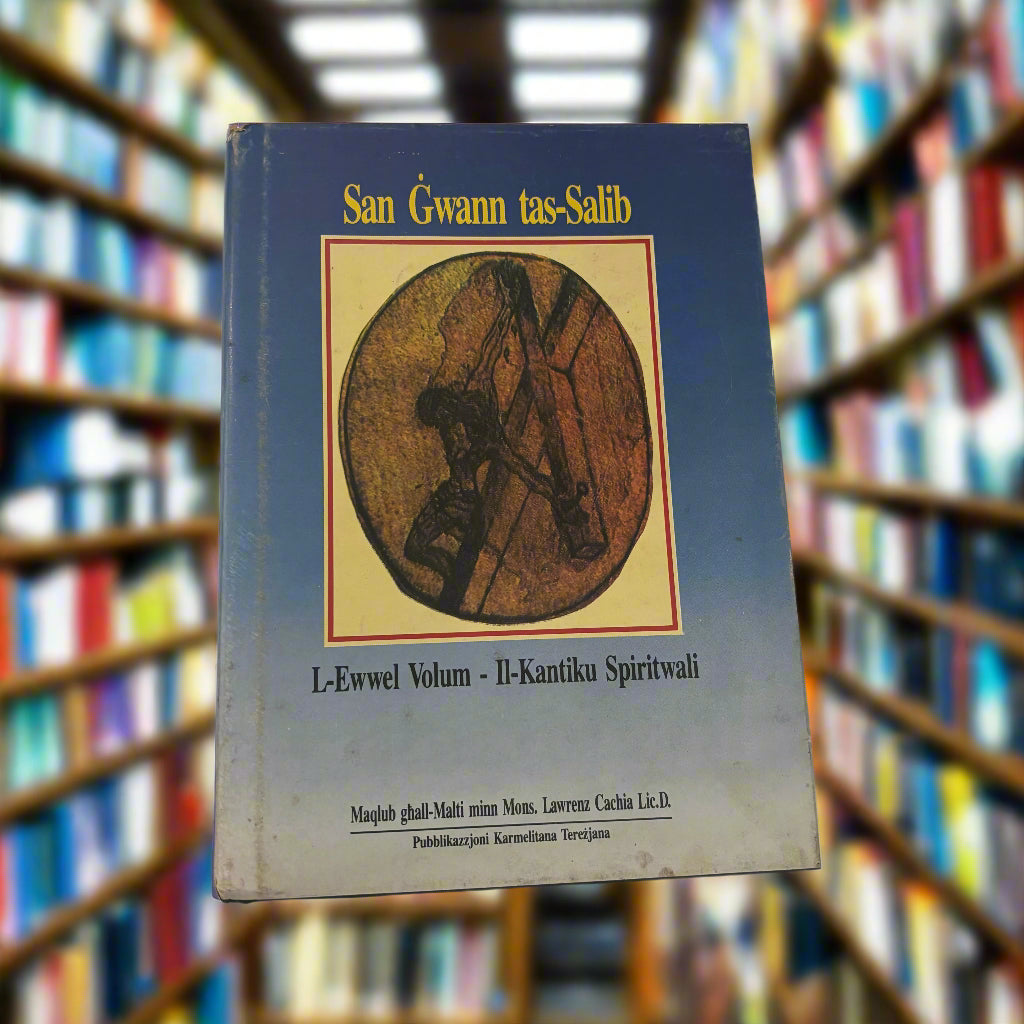 San Ġwann tas-Salib
L-Ewwel Volum - Il-Kantiku Spiritwali
Maqlub għall-Malti minn Mons. Lawrenz Cachia Lic.D.
Pubblikazzjoni Karmelitana Tereżjana